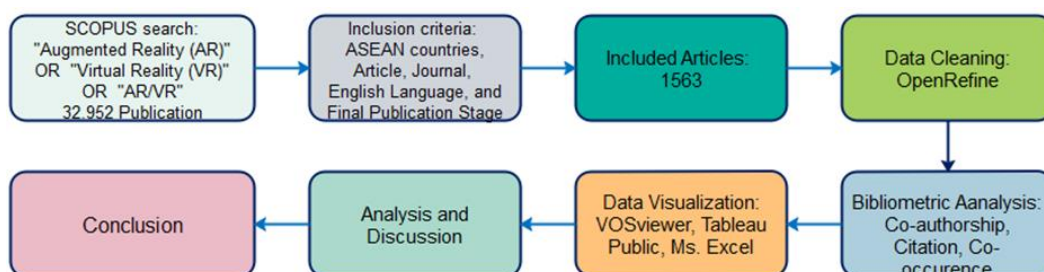 SCOPUS search:
"Augmented Reality (AR)"
OR "Virtual Reality (VR)"
OR "AR/VR"
32.952 Publication
Inclusion criteria:
ASEAN countries,
Article, Journal,
English Language, and
Final Publication Stage
Included Articles:
1563
Data Cleaning:
OpenRefine
Bibliometric Aanalysis:
Co-authorship,
Citation, Co-
occurence
Data Visualization:
VOSviewer, Tableau
Public, Ms. Excel
Analysis and
Discussion
Conclusion